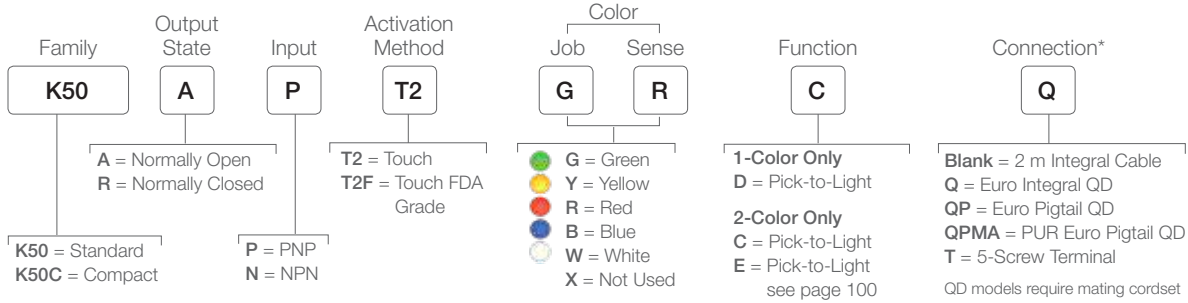 Color
Output State
Activation Method
Family
Input
Job
Sense
Function
Connection*
K50
A
P
T2
G
R
C
Q
K50 = Standard
K50C = Compact
A = Normally Open
R = Normally Closed
P = PNP
N = NPN
T2 = Touch
T2F = Touch FDA
Grade
G = Green
Y = Yellow
R = Red
B = Blue
W = White
X = Not Used
1-Color Only
D = Pick-to-Light
2-Color Only
C = Pick-to-Light
E = Pick-to-Light
see page 100
Blank = 2 m Integral Cable
Q = Euro Integral QD
QP = Euro Pigtail QD
QPMA = PUR Euro Pigtail QD
T = 5-Screw Terminal
QD models require mating cordset